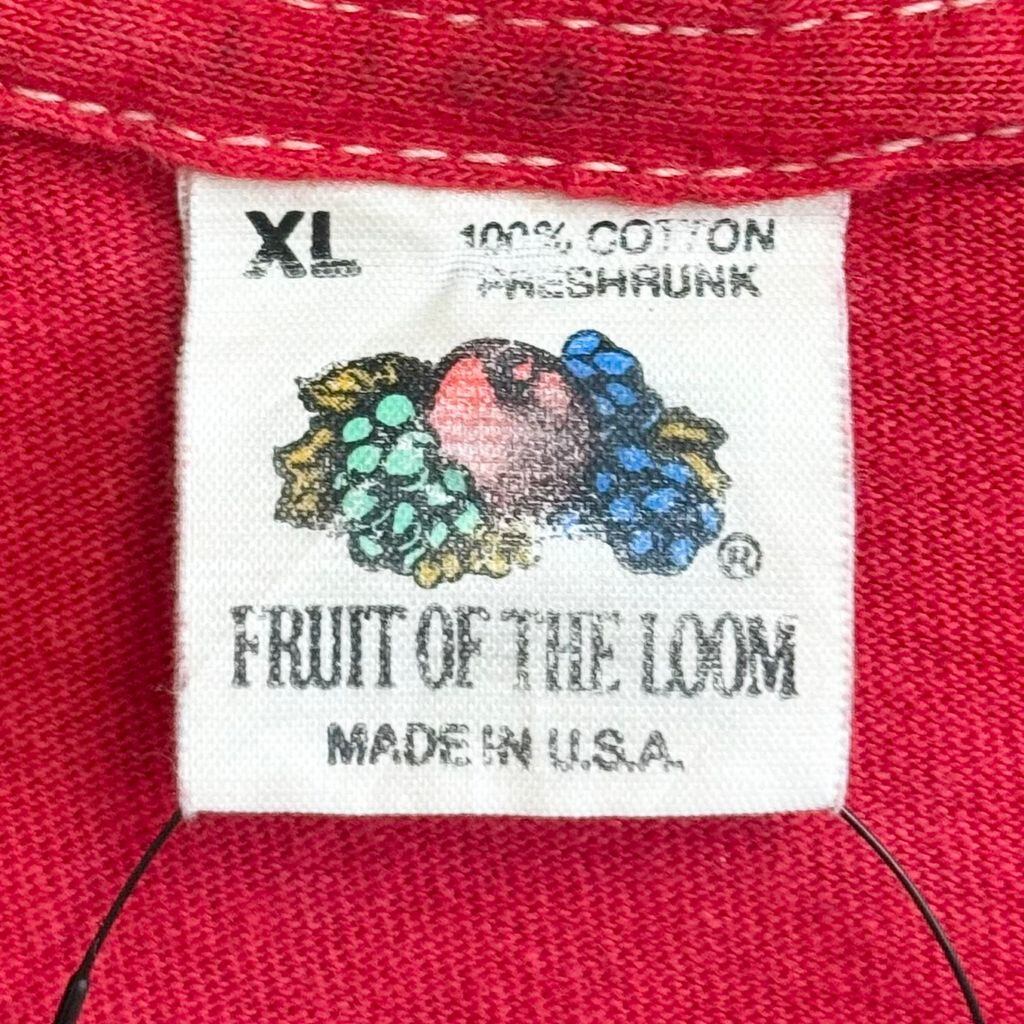 XL
100% COTTON
PRESHRUNK
®
FRUIT OF THE LOOM
MADE IN U.S.A.